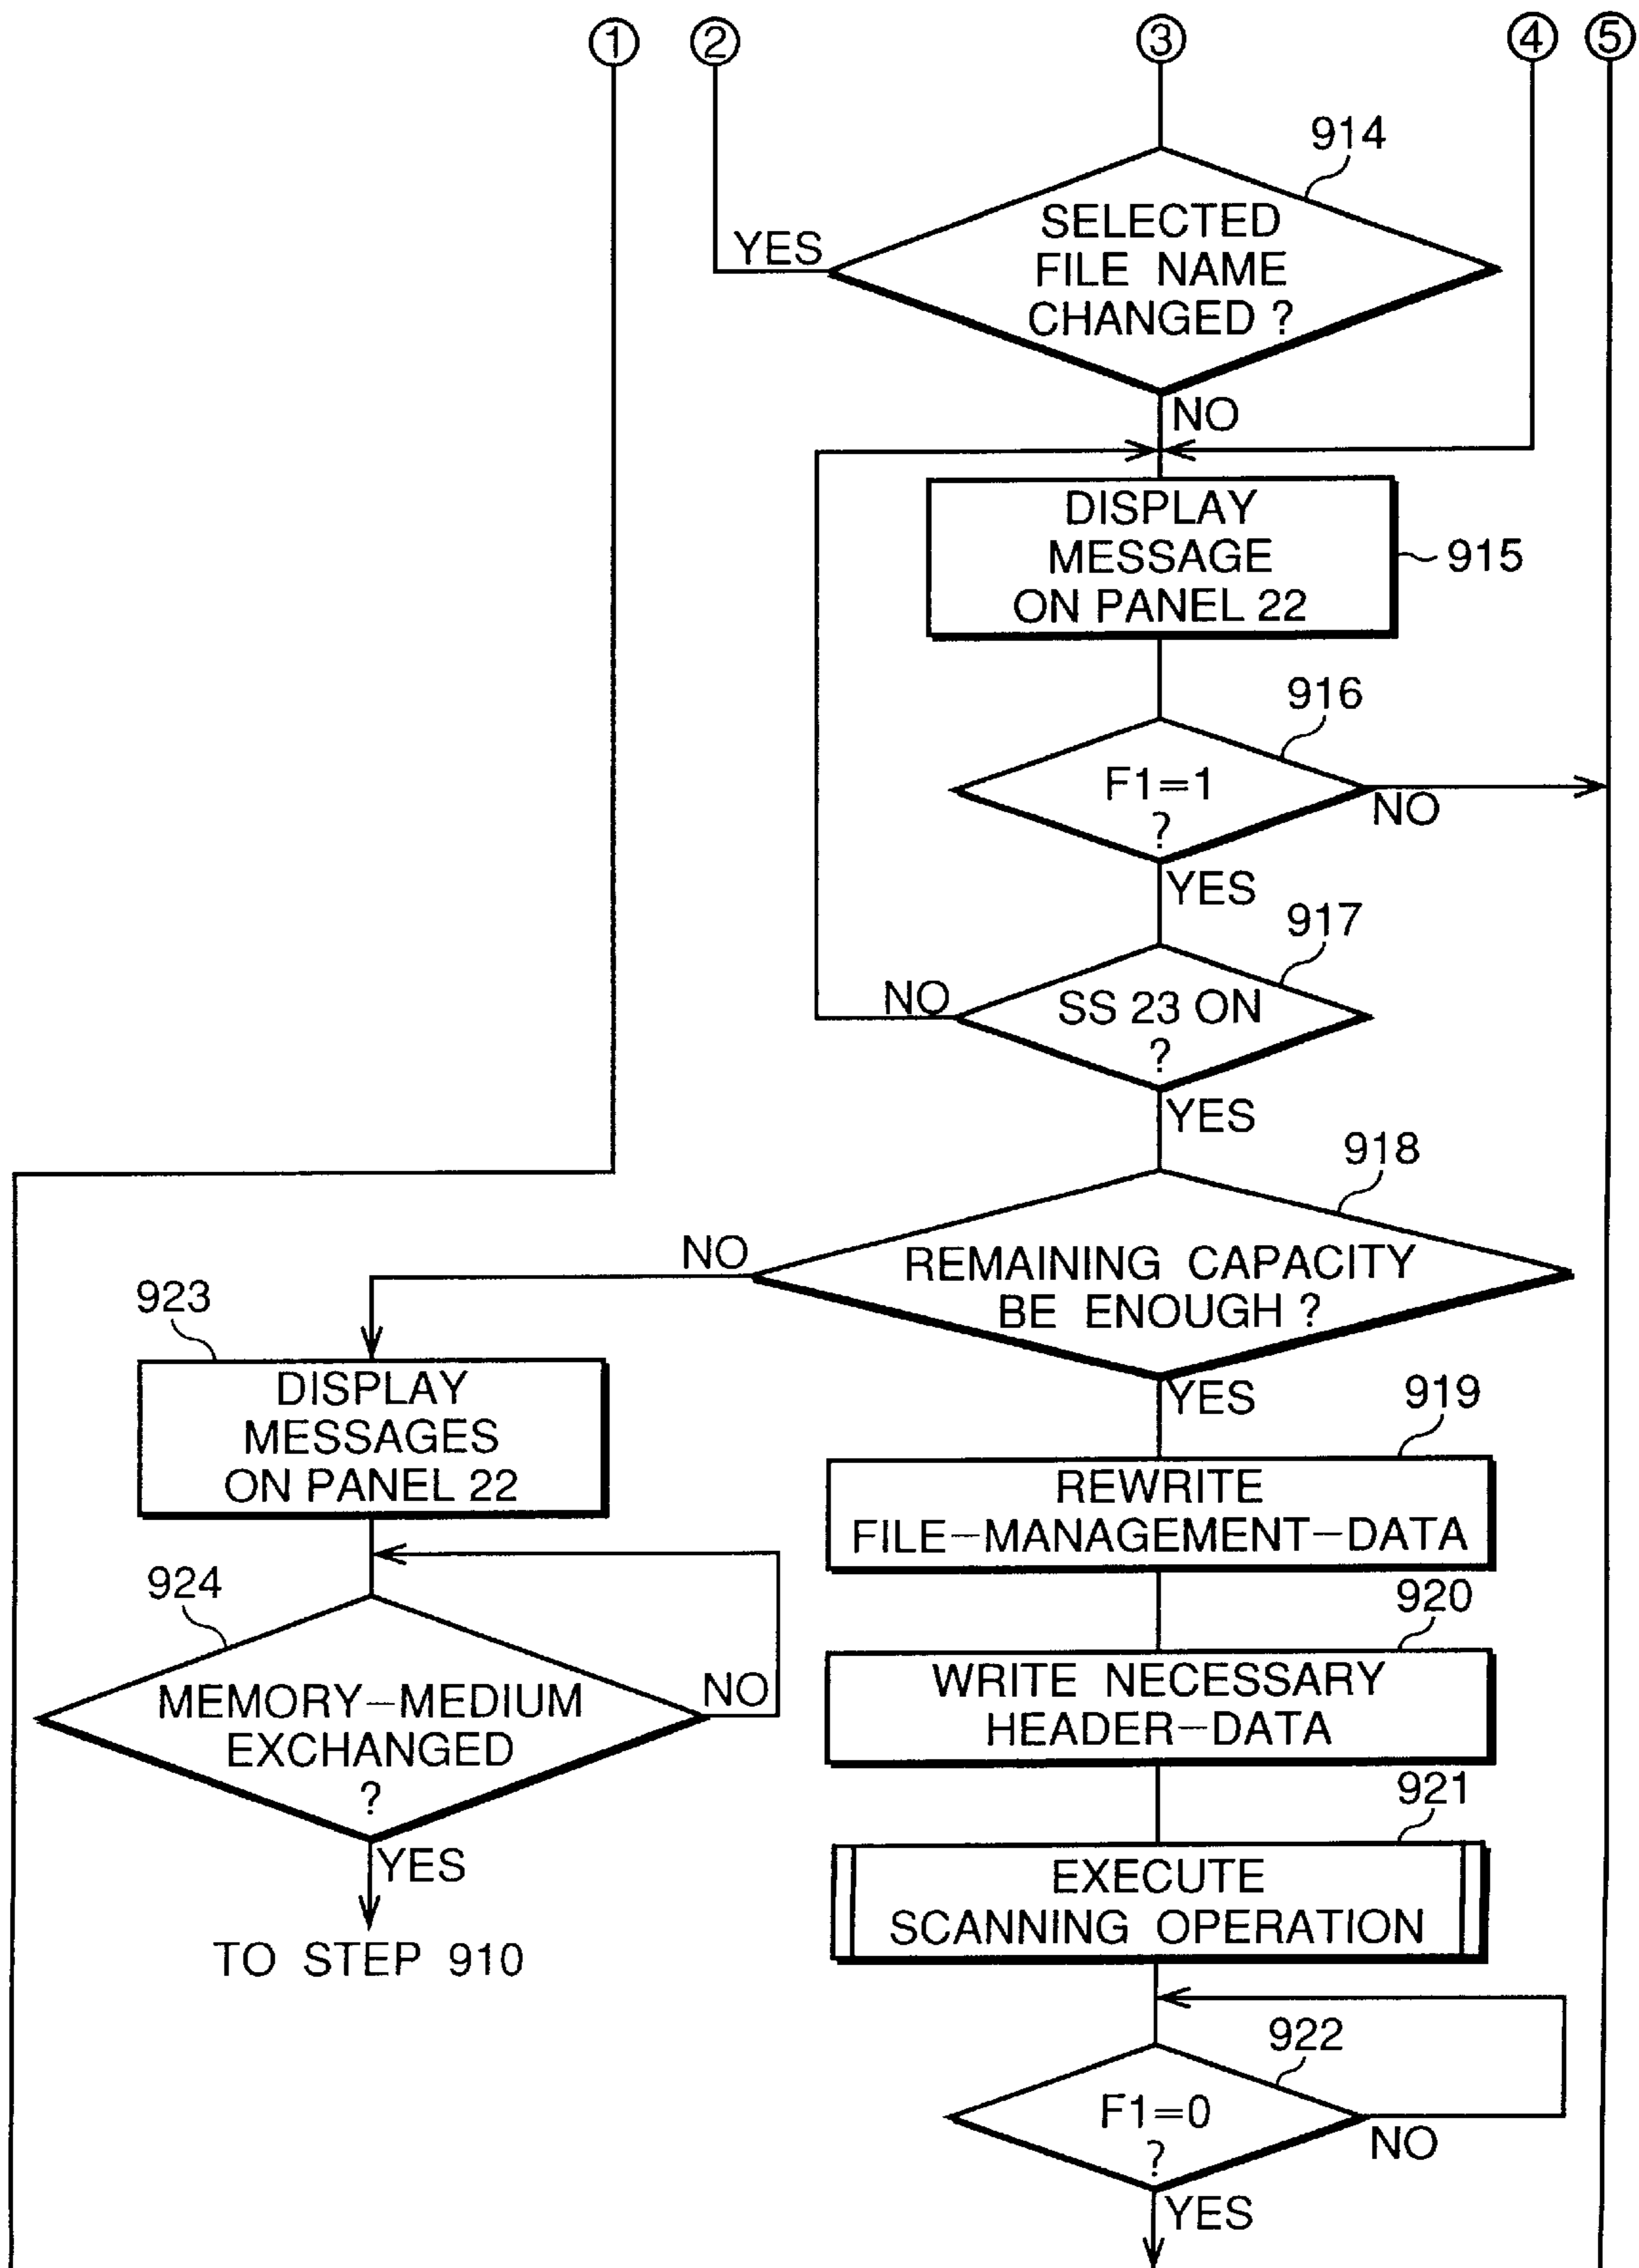 ① ② ③ ④ ⑤
914
SELECTED
FILE NAME
CHANGED ?
YES
NO
DISPLAY
MESSAGE
ON PANEL 22
915
916
F1=1
?
NO
YES
917
SS 23 ON
?
NO
YES
918
REMAINING CAPACITY
BE ENOUGH ?
NO
YES
923
DISPLAY
MESSAGES
ON PANEL 22
924
MEMORY–MEDIUM
EXCHANGED
?
NO
YES
TO STEP 910
919
REWRITE
FILE–MANAGEMENT–DATA
920
WRITE NECESSARY
HEADER–DATA
921
EXECUTE
SCANNING OPERATION
922
F1=0
?
NO
YES